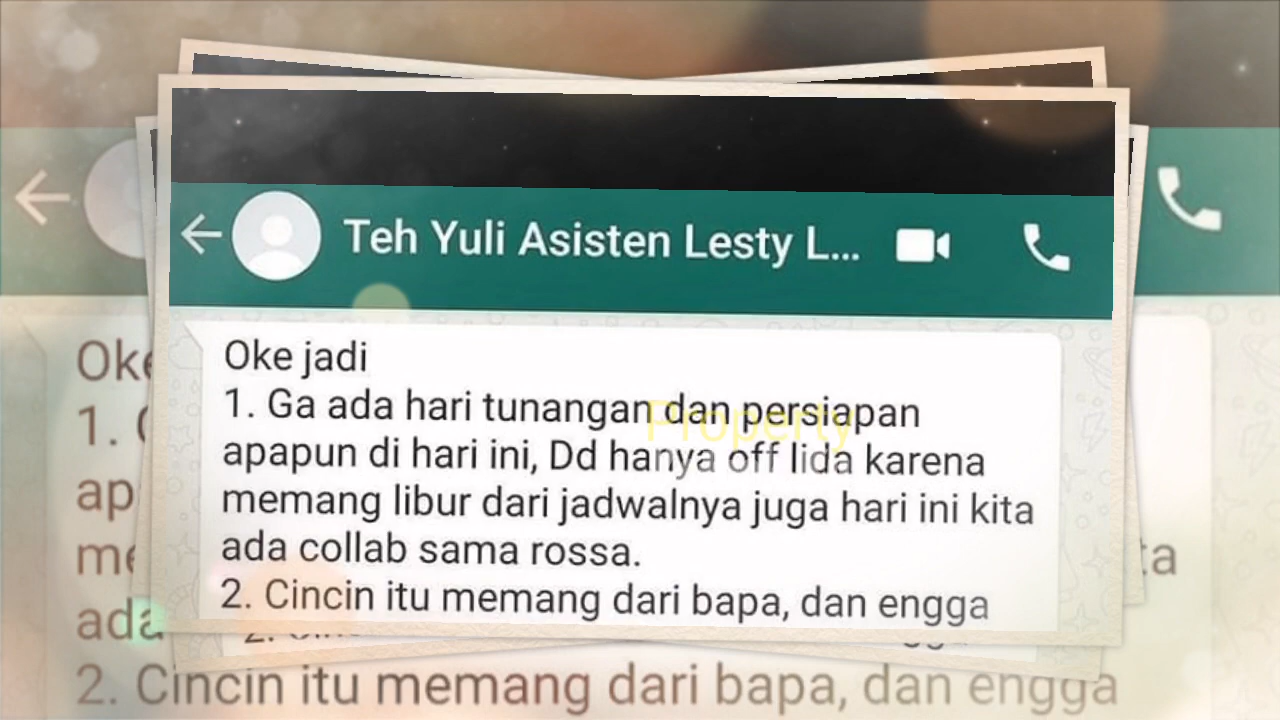 Teh Yuli Asisten Lesty L...
Oke jadi
1. Ga ada hari tunangan dan persiapan
apapun di hari ini, Dd hanya off lida karena
memang libur dari jadwalnya juga hari ini kita
ada collab sama rossa.
2. Cincin itu memang dari bapa, dan engga
Property
2. Cincin itu memang dari bapa, dan engga